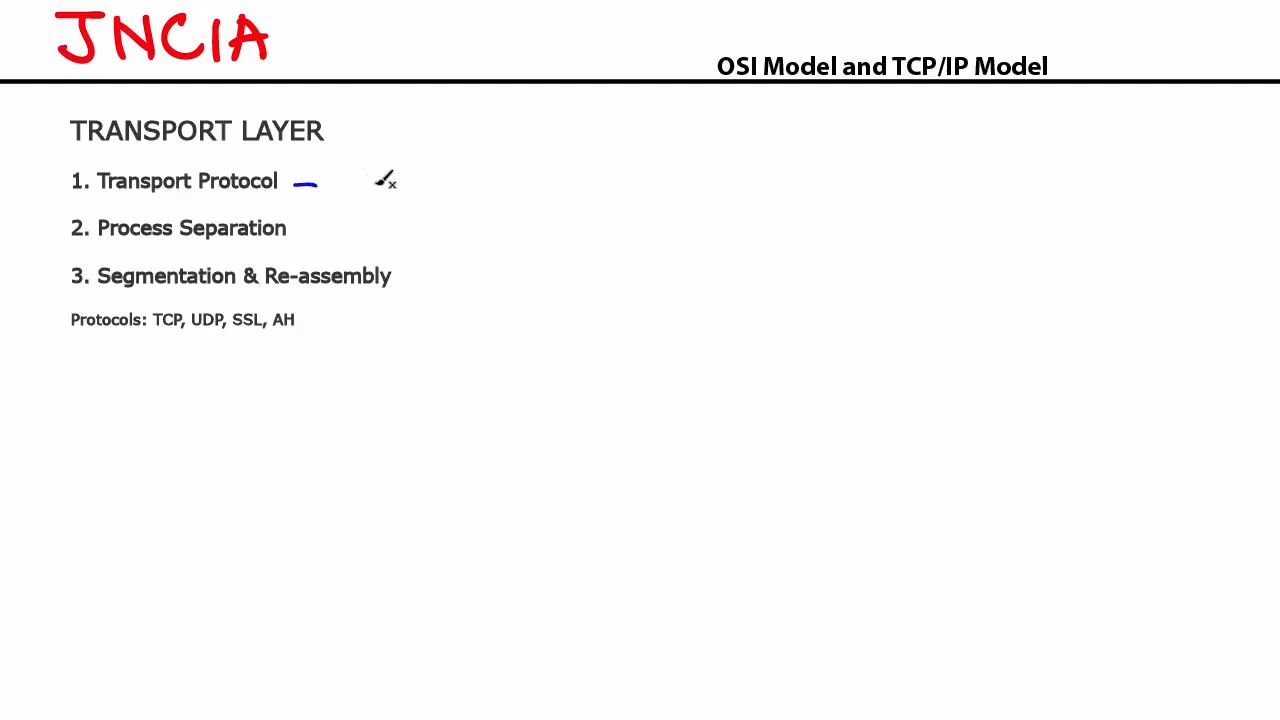 JNCIA
OSI Model and TCP/IP Model
TRANSPORT LAYER
1. Transport Protocol –
2. Process Separation
3. Segmentation & Re-assembly
Protocols: TCP, UDP, SSL, AH